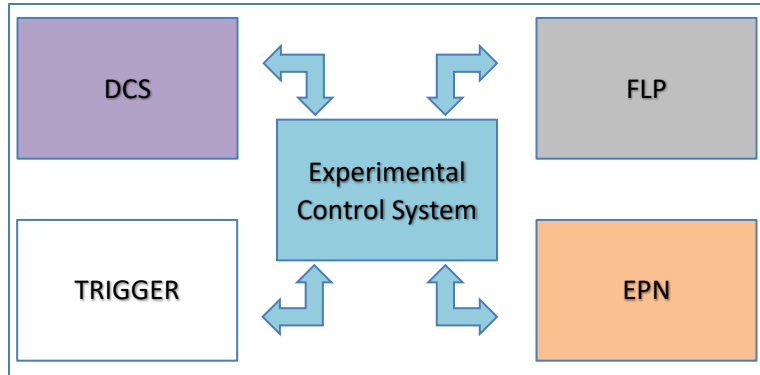 DCS
FLP
Experimental
Control System
TRIGGER
EPN